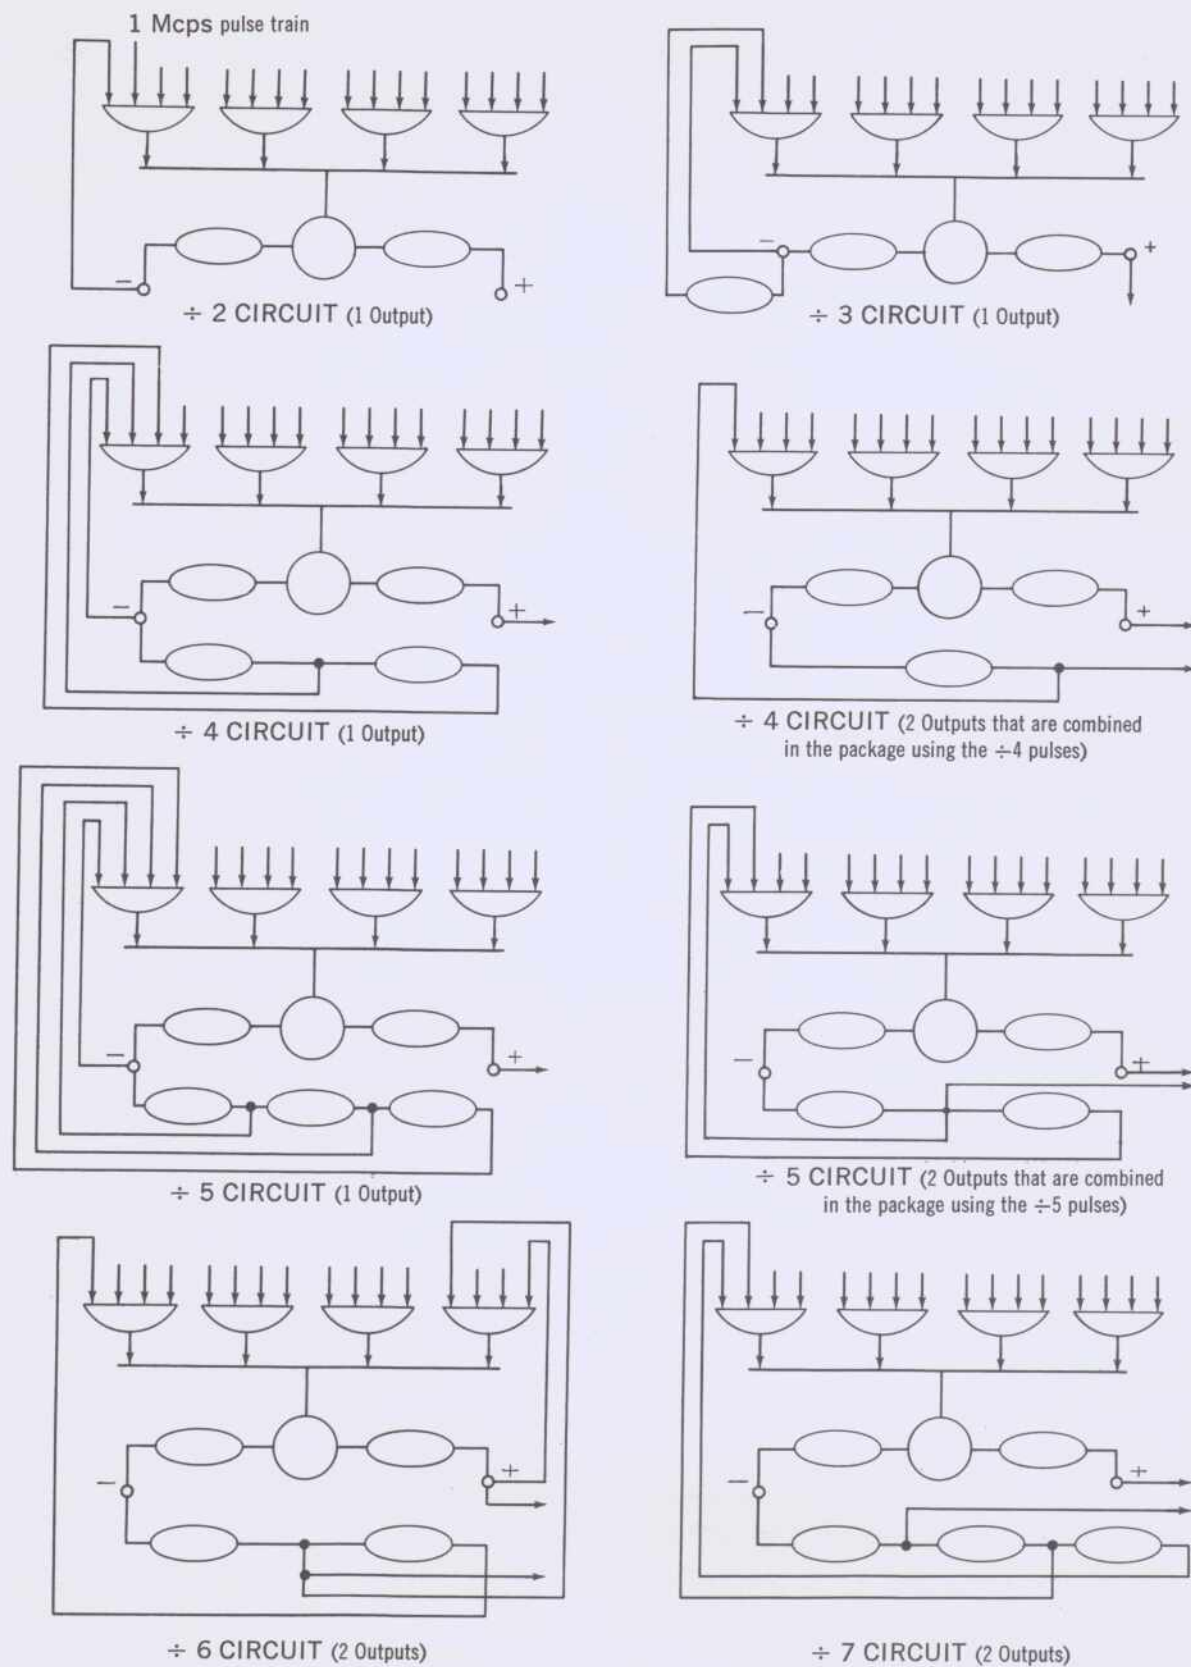 1 Mcps pulse train
− +
÷ 2 CIRCUIT (1 Output)
− +
÷ 3 CIRCUIT (1 Output)
− +
÷ 4 CIRCUIT (1 Output)
− +
÷ 4 CIRCUIT (2 Outputs that are combined
in the package using the ÷4 pulses)
− +
÷ 5 CIRCUIT (1 Output)
− +
÷ 5 CIRCUIT (2 Outputs that are combined
in the package using the ÷5 pulses)
− +
÷ 6 CIRCUIT (2 Outputs)
− +
÷ 7 CIRCUIT (2 Outputs)